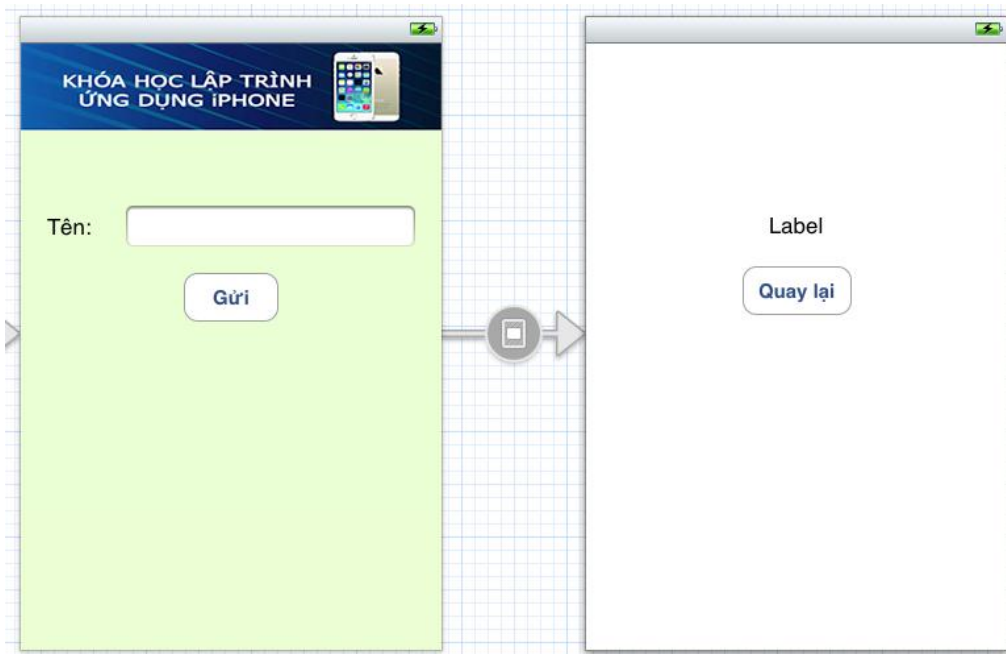 KHÓA HỌC LẬP TRÌNH
ỨNG DỤNG iPHONE
Tên:
Gửi
Label
Quay lại